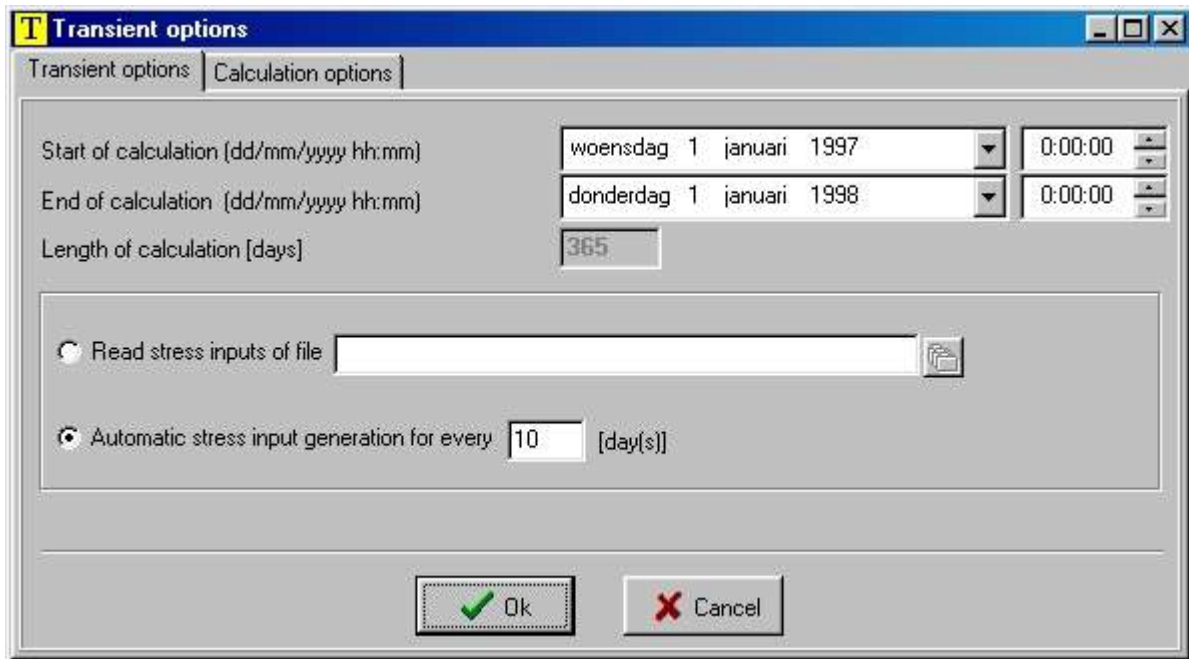 T Transient options
Transient options Calculation options
Start of calculation (dd/mm/yyyy hh:mm) woensdag 1 januari 1997 0:00:00
End of calculation (dd/mm/yyyy hh:mm) donderdag 1 januari 1998 0:00:00
Length of calculation [days] 365
Read stress inputs of file
Automatic stress input generation for every 10 [day(s)]
Ok Cancel